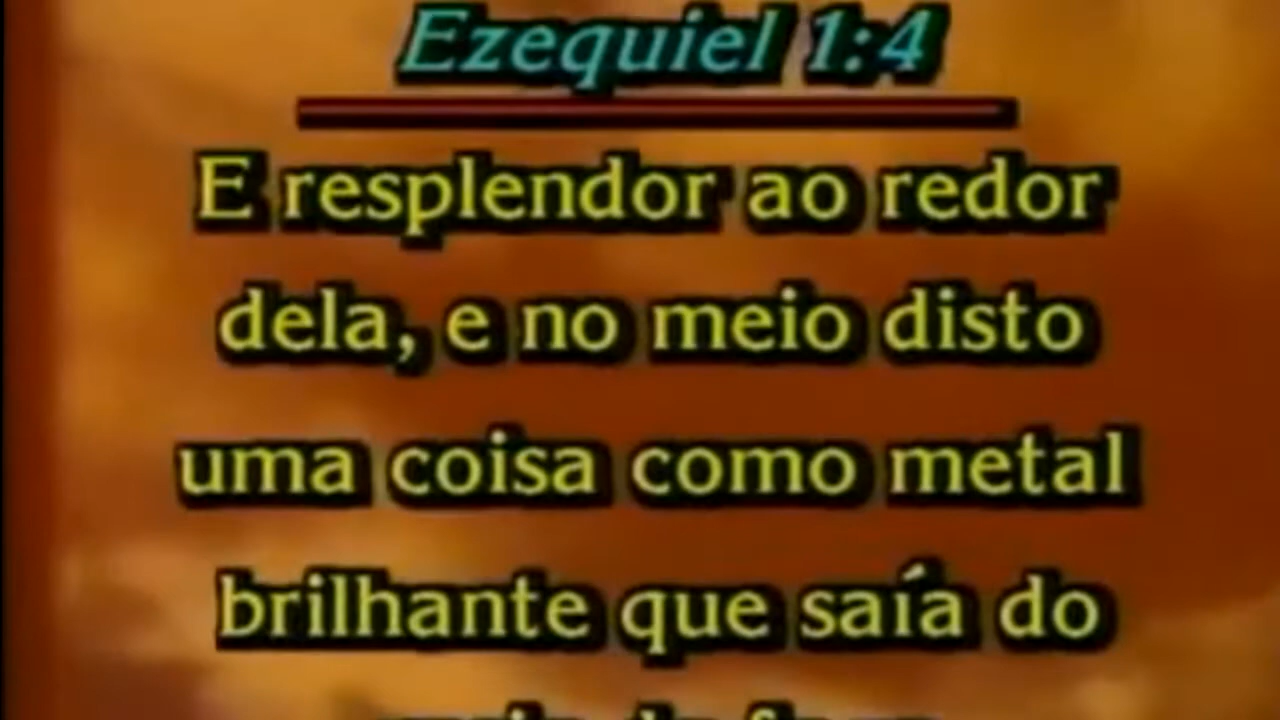 Ezequiel 1:4
E resplendor ao redor
dela, e no meio disto
uma coisa como metal
brilhante que saía do